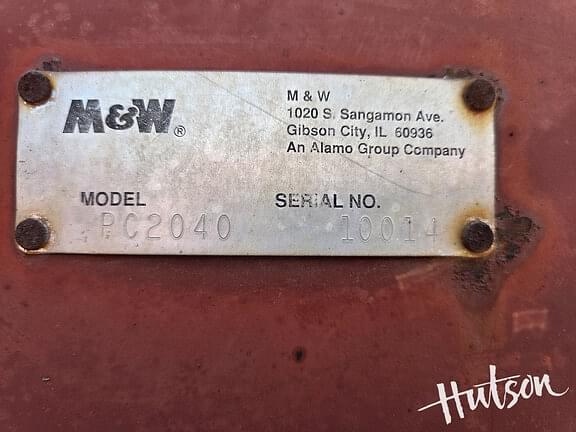 M&W®
M & W
1020 S. Sangamon Ave.
Gibson City, IL 60936
An Alamo Group Company
MODEL PC2040
SERIAL NO. 10014
Hutson